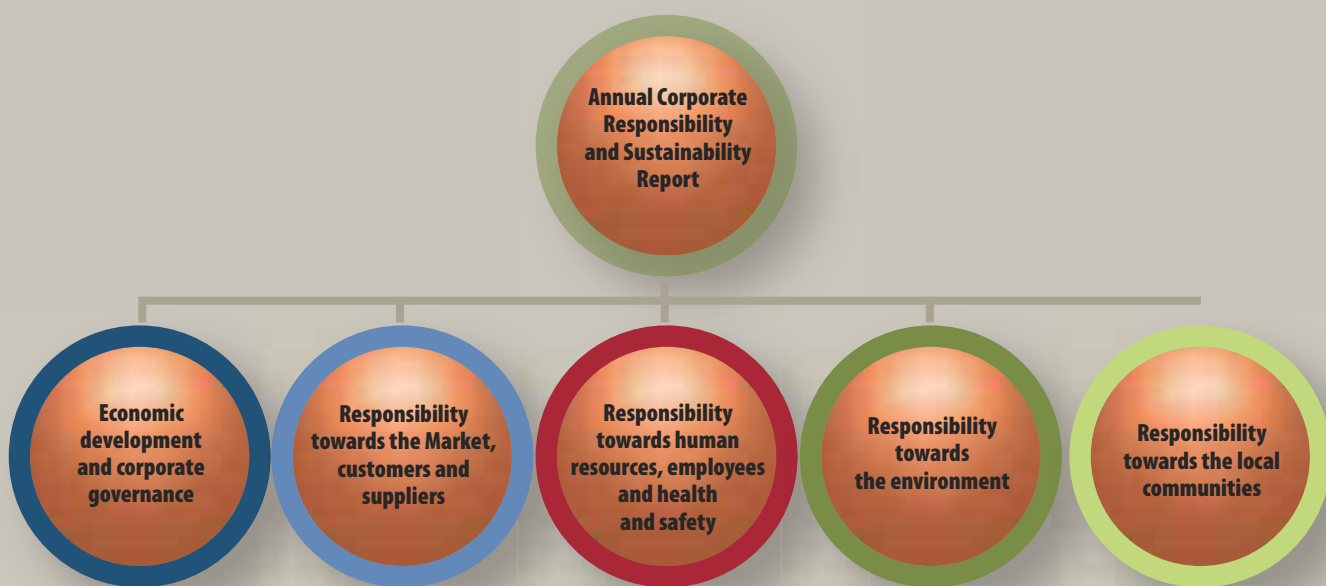 Annual Corporate
Responsibility
and Sustainability
Report
Economic
development
and corporate
governance
Responsibility
towards the Market,
customers and
suppliers
Responsibility
towards human
resources, employees
and health
and safety
Responsibility
towards
the environment
Responsibility
towards the local
communities